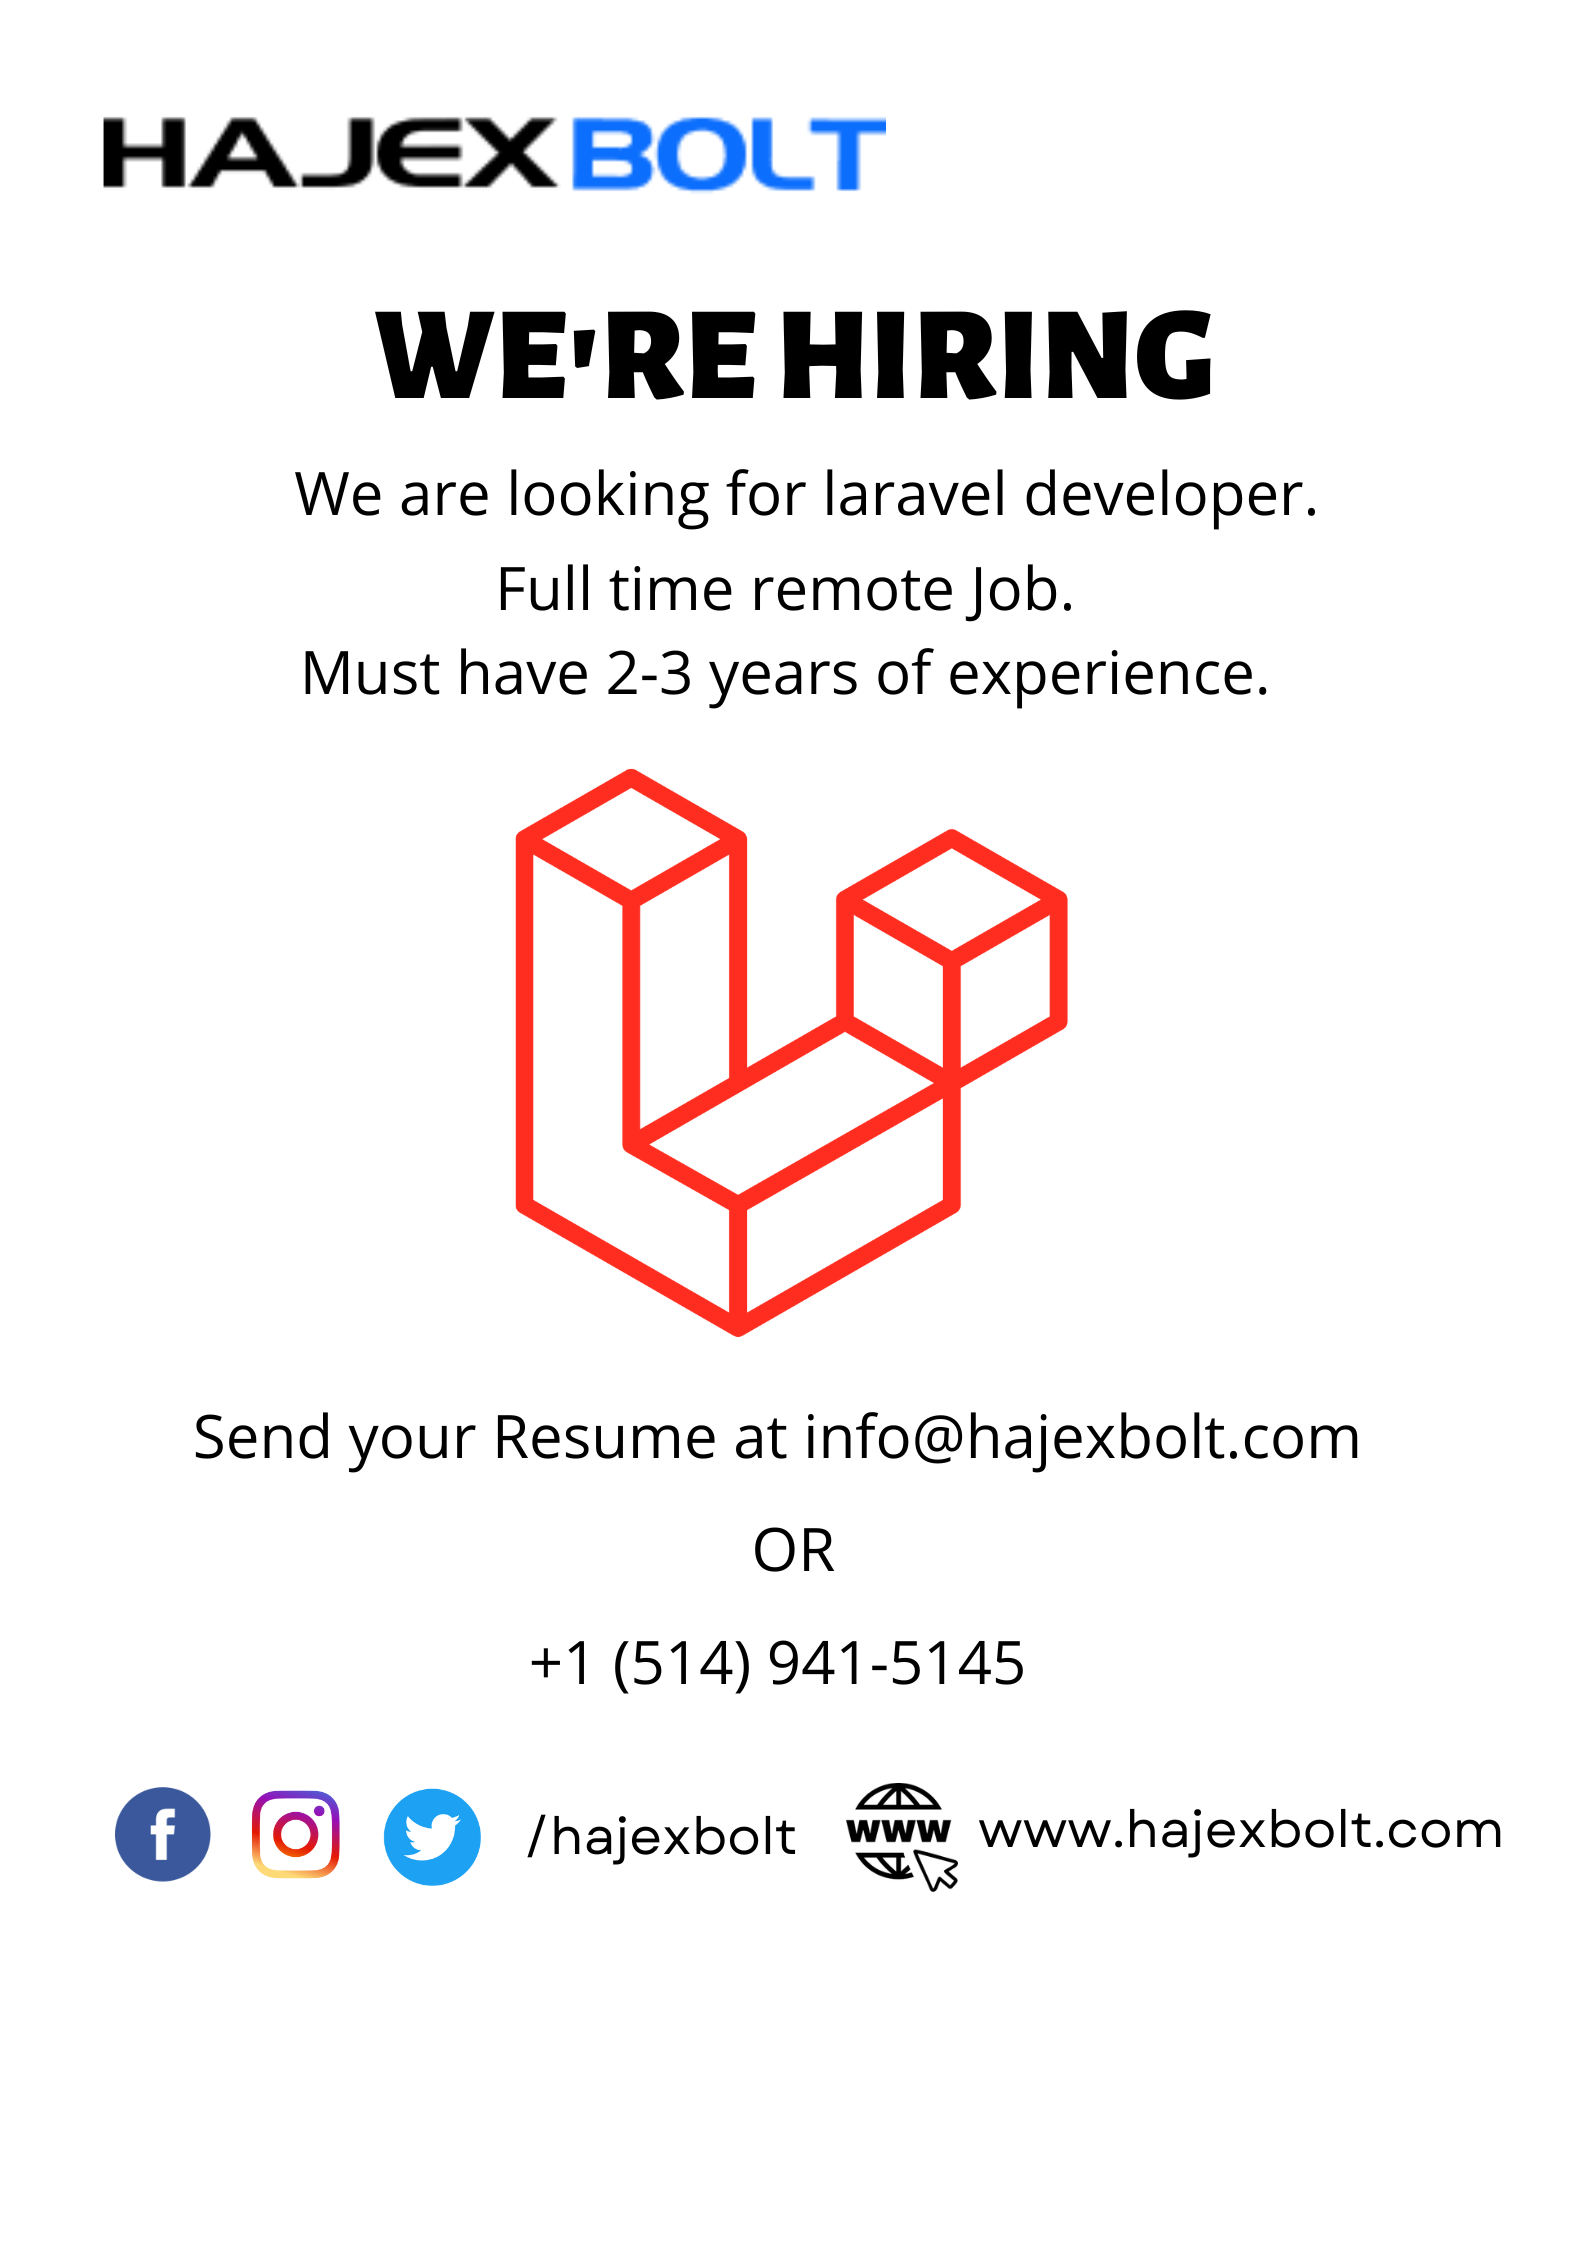 HAJEXBOLT
WE'RE HIRING
We are looking for laravel developer.
Full time remote Job.
Must have 2-3 years of experience.
Send your Resume at info@hajexbolt.com
OR
+1 (514) 941-5145
/hajexbolt
www
www.hajexbolt.com